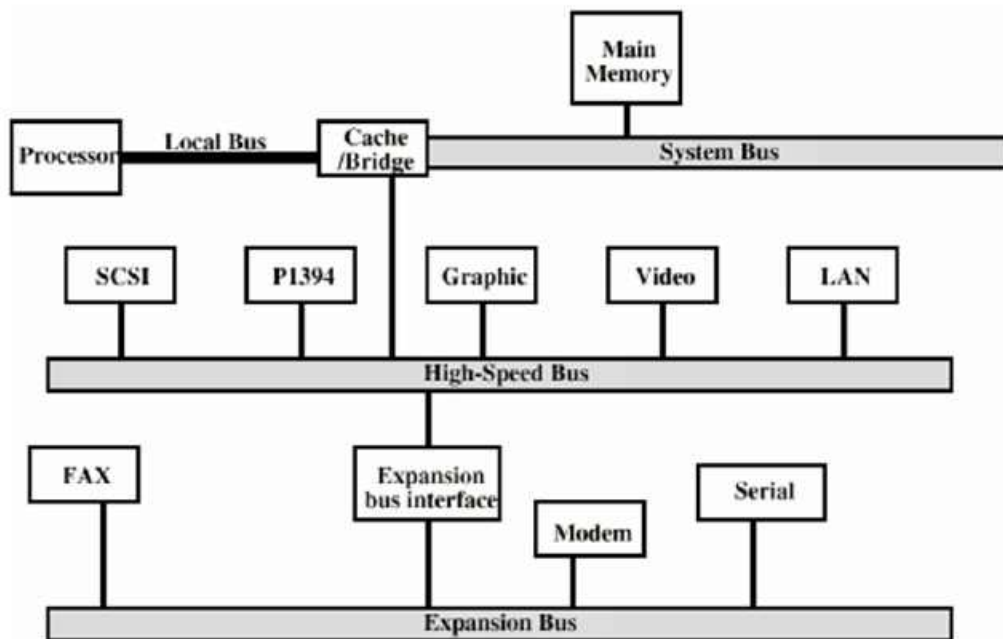 Main
Memory
Processor
Local Bus
Cache
/Bridge
System Bus
SCSI
P1394
Graphic
Video
LAN
High-Speed Bus
FAX
Expansion
bus interface
Modem
Serial
Expansion Bus